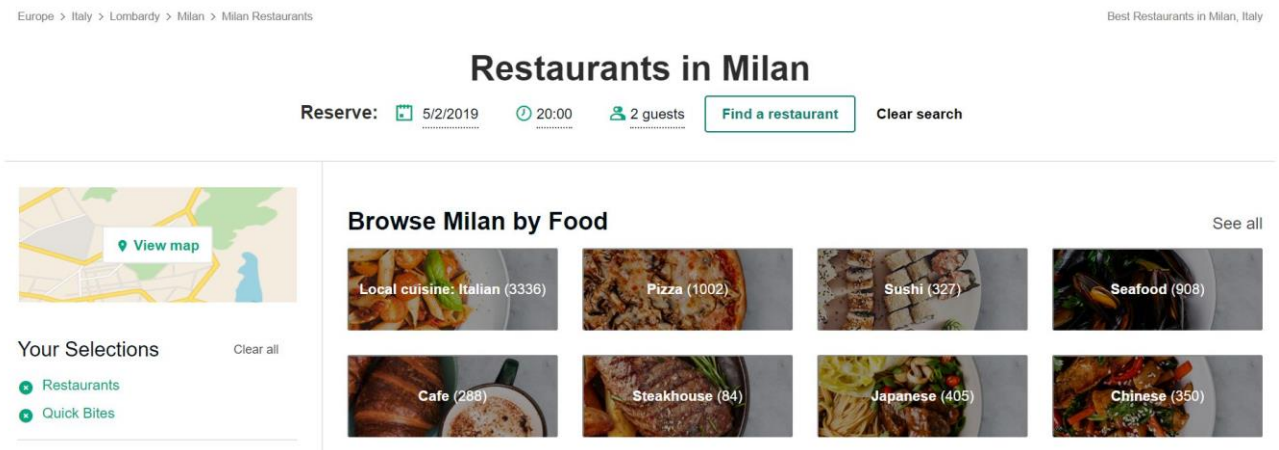 Europe > Italy > Lombardy > Milan > Milan Restaurants
Best Restaurants in Milan, Italy
Restaurants in Milan
Reserve: 5/2/2019 20:00 2 guests Find a restaurant Clear search
View map
Your Selections Clear all
Restaurants
Quick Bites
Browse Milan by Food See all
Local cuisine: Italian (3336) Pizza (1002) Sushi (327) Seafood (908)
Cafe (288) Steakhouse (84) Japanese (405) Chinese (350)